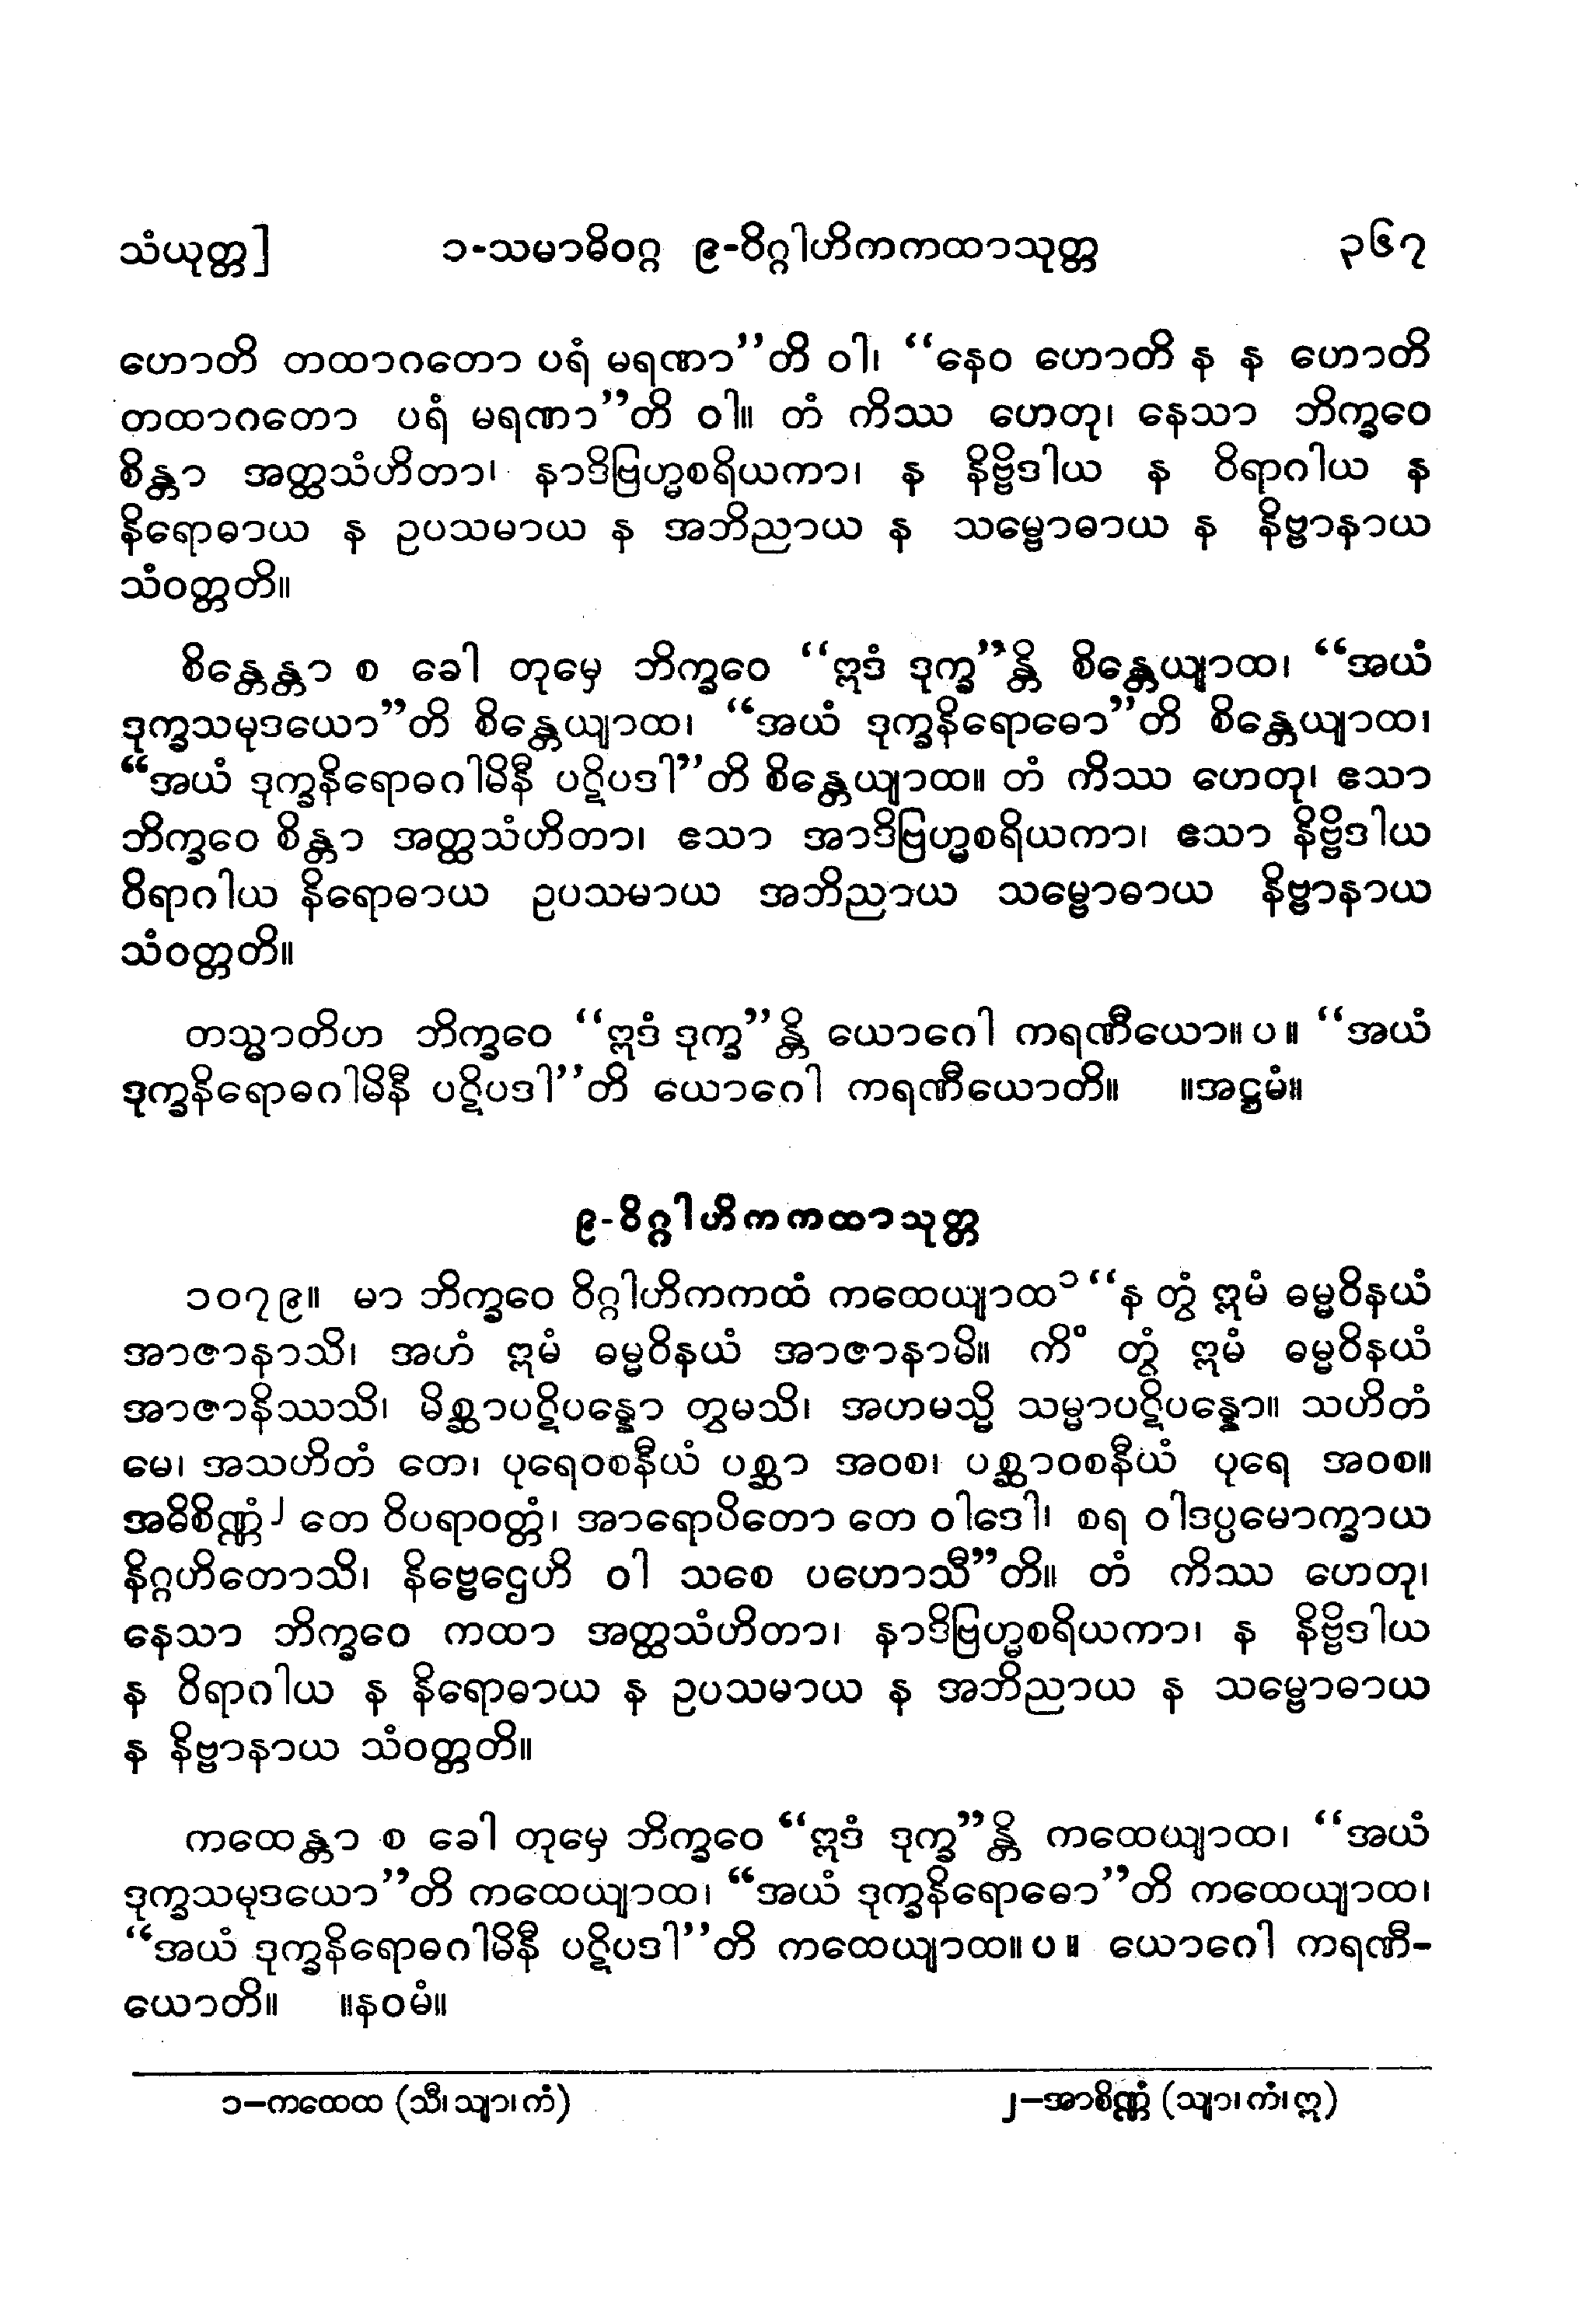 သံယုတ္တ]	၁-သမာဓိဝဂ္ဂ ၉-ဝိဂ္ဂါဟိကကထာသုတ္တ	၃၆၇
ဟောတိ တထာဂတော ပရံ မရဏာ”တိ ဝါ၊ “နေဝ ဟောတိ န န ဟောတိ
တထာဂတော ပရံ မရဏာ”တိ ဝါ။ တံ ကိဿ ဟေတု၊ နေသာ ဘိက္ခဝေ
စိန္တာ အတ္ထသံဟိတာ၊ နာဒိဗြဟ္မစရိယကာ၊ န နိဗ္ဗိဒါယ န ဝိရာဂါယ န
နိရောဓာယ န ဥပသမာယ န အဘိညာယ န သမ္ဗောဓာယ န နိဗ္ဗာနာယ
သံဝတ္တတိ။
စိန္တေန္တာ စ ခေါ တုမှေ ဘိက္ခဝေ “ဣဒံ ဒုက္ခ”န္တိ စိန္တေယျာထ၊ “အယံ
ဒုက္ခသမုဒယော”တိ စိန္တေယျာထ၊ “အယံ ဒုက္ခနိရောဓော”တိ စိန္တေယျာထ၊
“အယံ ဒုက္ခနိရောဓဂါမိနီ ပဋိပဒါ”တိ စိန္တေယျာထ။ တံ ကိဿ ဟေတု၊ ဧသာ
ဘိက္ခဝေ စိန္တာ အတ္ထသံဟိတာ၊ ဧသာ အာဒိဗြဟ္မစရိယကာ၊ ဧသာ နိဗ္ဗိဒါယ
ဝိရာဂါယ နိရောဓာယ ဥပသမာယ အဘိညာယ သမ္ဗောဓာယ နိဗ္ဗာနာယ
သံဝတ္တတိ။
တသ္မာတိဟ ဘိက္ခဝေ “ဣဒံ ဒုက္ခ”န္တိ ယောဂေါ ကရဏီယော။ ပ ။ “အယံ
ဒုက္ခနိရောဓဂါမိနီ ပဋိပဒါ”တိ ယောဂေါ ကရဏီယောတိ။ ။အဋ္ဌမံ။
၉-ဝိဂ္ဂါဟိကကထာသုတ္တ
၁၀၇၉။ မာ ဘိက္ခဝေ ဝိဂ္ဂါဟိကကထံ ကထေယျာထ၁ “န တွံ ဣမံ ဓမ္မဝိနယံ
အာဇာနာသိ၊ အဟံ ဣမံ ဓမ္မဝိနယံ အာဇာနာမိ။ ကိံ တွံ ဣမံ ဓမ္မဝိနယံ
အာဇာနိဿသိ၊ မိစ္ဆာပဋိပန္နော တွမသိ၊ အဟမသ္မိ သမ္မာပဋိပန္နော။ သဟိတံ
မေ၊ အသဟိတံ တေ၊ ပုရေဝစနီယံ ပစ္ဆာ အဝစ၊ ပစ္ဆာဝစနီယံ ပုရေ အဝစ။
အဓိစိဏ္ဏံ၂ တေ ဝိပရာဝတ္တံ၊ အာရောပိတော တေ ဝါဒေါ၊ စရ ဝါဒပ္ပမောက္ခာယ
နိဂ္ဂဟိတောသိ၊ နိဗ္ဗေဌေဟိ ဝါ သစေ ပဟောသီ”တိ။ တံ ကိဿ ဟေတု၊
နေသာ ဘိက္ခဝေ ကထာ အတ္ထသံဟိတာ၊ နာဒိဗြဟ္မစရိယကာ၊ န နိဗ္ဗိဒါယ
န ဝိရာဂါယ န နိရောဓာယ န ဥပသမာယ န အဘိညာယ န သမ္ဗောဓာယ
န နိဗ္ဗာနာယ သံဝတ္တတိ။
ကထေန္တာ စ ခေါ တုမှေ ဘိက္ခဝေ “ဣဒံ ဒုက္ခ”န္တိ ကထေယျာထ၊ “အယံ
ဒုက္ခသမုဒယော”တိ ကထေယျာထ၊ “အယံ ဒုက္ခနိရောဓော”တိ ကထေယျာထ၊
“အယံ ဒုက္ခနိရောဓဂါမိနီ ပဋိပဒါ”တိ ကထေယျာထ။ ပ ။ ယောဂေါ ကရဏီ-
ယောတိ။ ။နဝမံ။
၁–ကထေထ (သီ၊ သျာ၊ ကံ)	၂–အာစိဏ္ဏံ (သျာ၊ ကံ၊ ဣ)